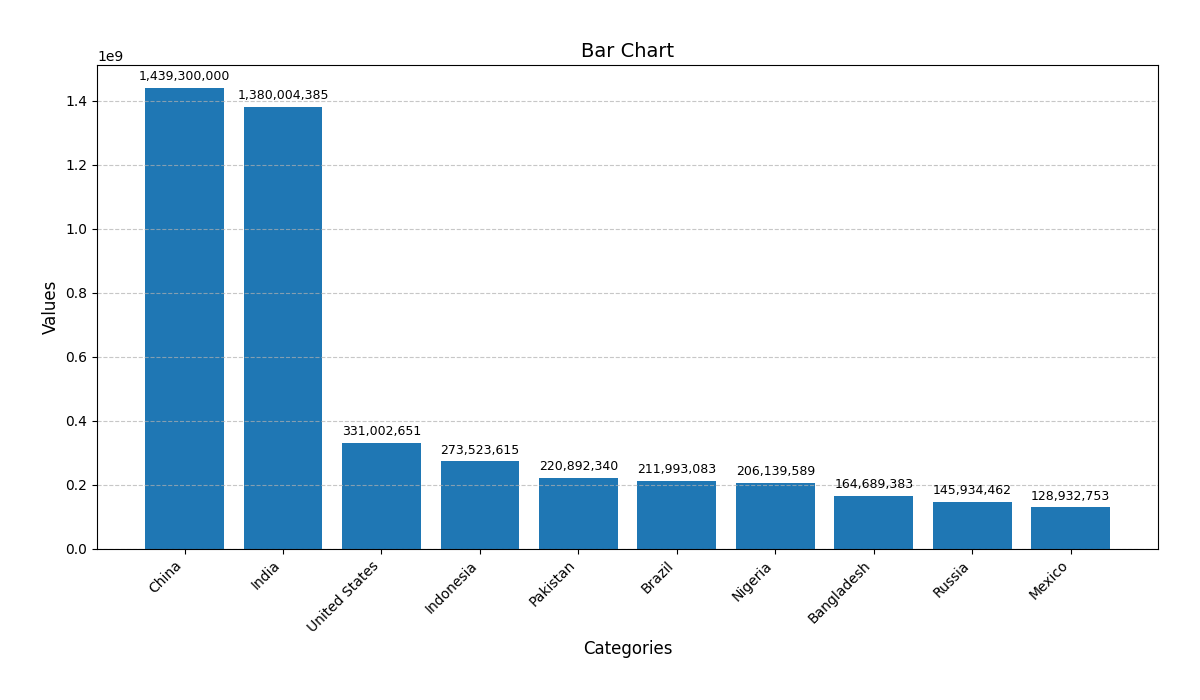 Bar Chart
1e9
1,439,300,000
1,380,004,385
331,002,651
273,523,615
220,892,340
211,993,083
206,139,589
164,689,383
145,934,462
128,932,753
1.4
1.2
1.0
0.8
0.6
0.4
0.2
0.0
Values
China
India
United States
Indonesia
Pakistan
Brazil
Nigeria
Bangladesh
Russia
Mexico
Categories